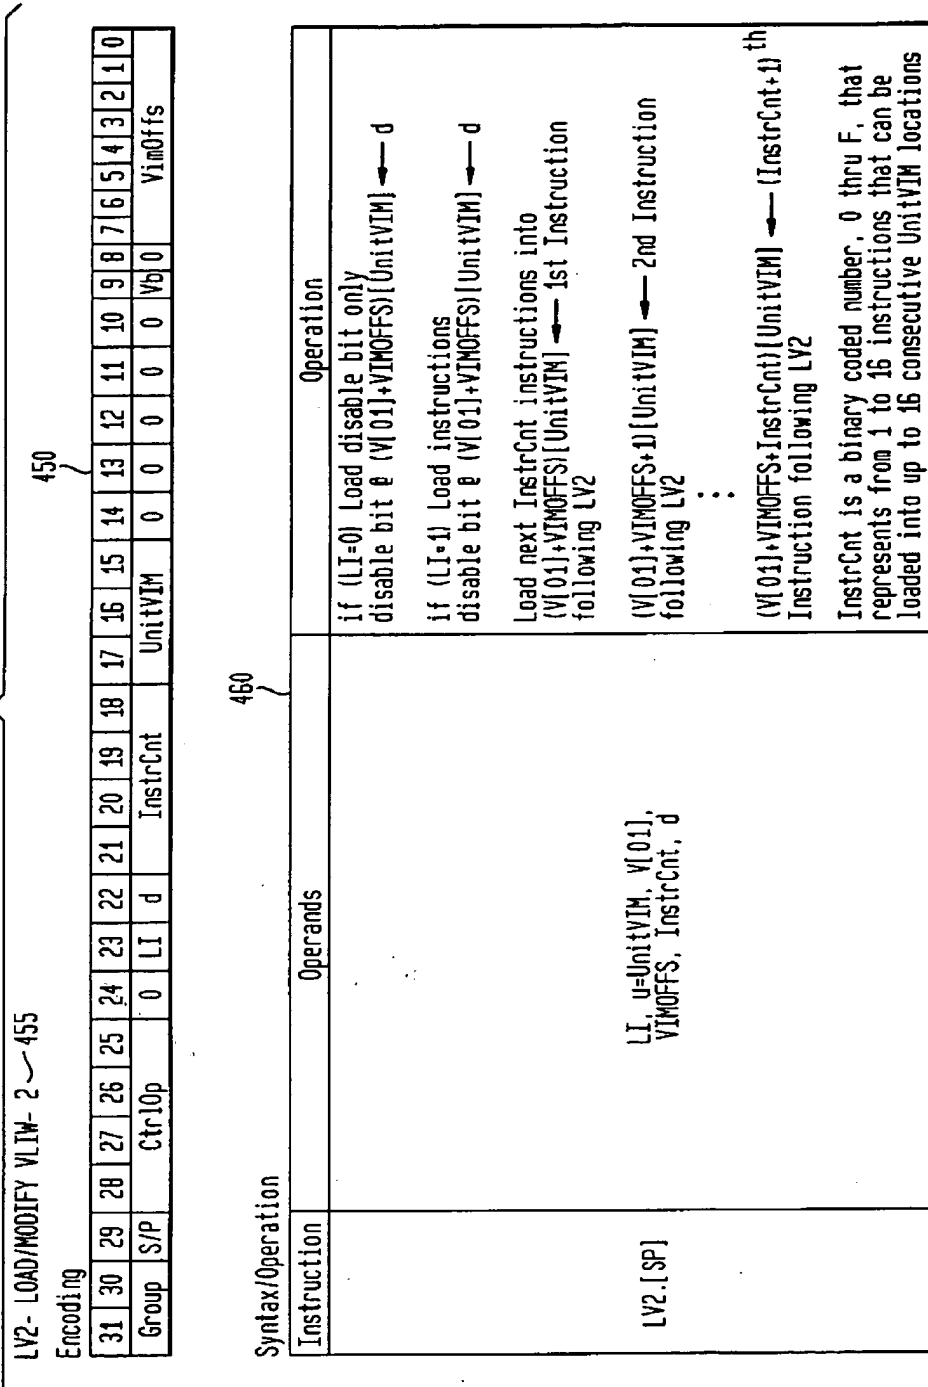 LV2- LOAD/MODIFY VLIW- 2 455
Encoding
450
31 30 29 28 27 26 25 24 23 22 21 20 19 18 17 16 15 14 13 12 11 10 9 8 7 6 5 4 3 2 1 0
Group S/P CtrlOp 0 LI d InstrCnt UnitVIM 0 0 0 0 0 Vb 0 VimOffs
460
Syntax/Operation
Instruction Operands Operation
LV2.[SP]
LI, u=UnitVIM, V[01],
VIMOFFS, InstrCnt, d
if (LI=0) Load disable bit only
disable bit @ (V[01]+VIMOFFS)[UnitVIM] ← d
if (LI=1) Load instructions
disable bit @ (V[01]+VIMOFFS)[UnitVIM] ← d
Load next InstrCnt instructions into
(V[01]+VIMOFFS)[UnitVIM] ← 1st Instruction
following LV2
(V[01]+VIMOFFS+1)[UnitVIM] ← 2nd Instruction
following LV2
⋮
(V[01]+VIMOFFS+InstrCnt)[UnitVIM] ← (InstrCnt+1)th
Instruction following LV2
InstrCnt is a binary coded number, 0 thru F, that
represents from 1 to 16 instructions that can be
loaded into up to 16 consecutive UnitVIM locations